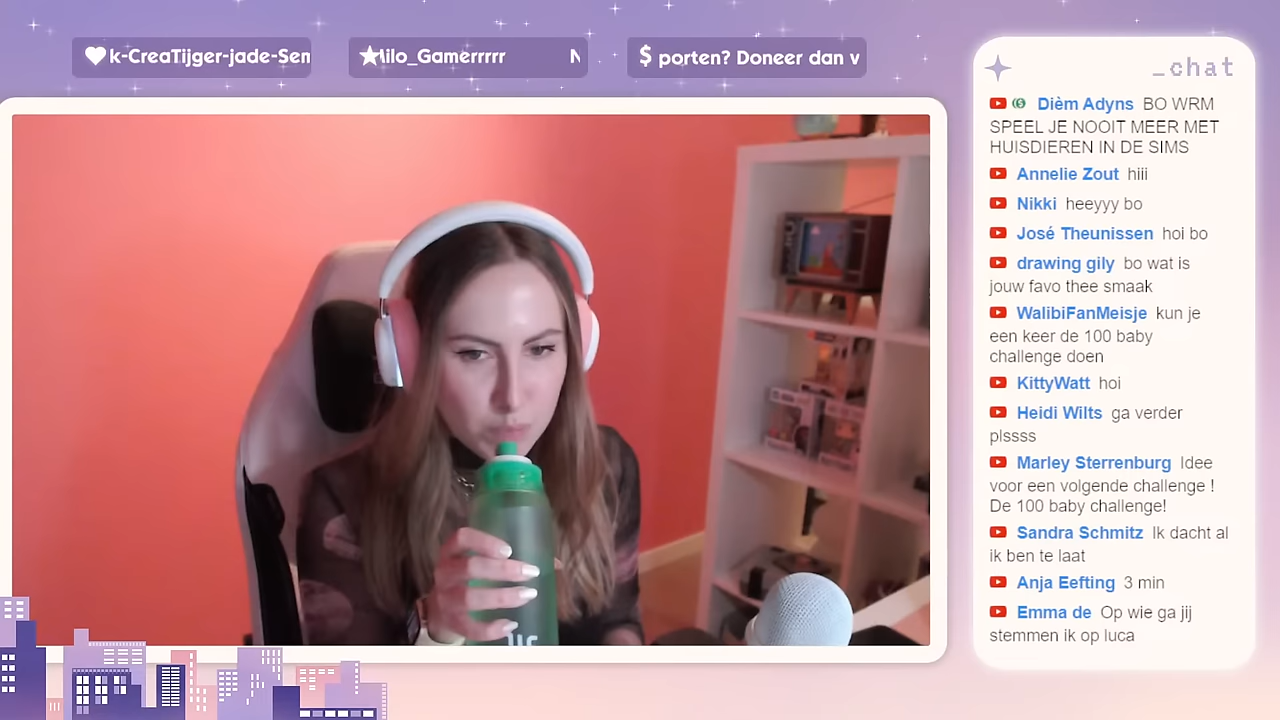 k-CreaTijger-jade-Sen
ilo_Gamerrrrr N
$ porten? Doneer dan v
_chat
Dièm Adyns BO WRM
SPEEL JE NOOIT MEER MET
HUISDIEREN IN DE SIMS
Annelie Zout hiii
Nikki heeyyy bo
José Theunissen hoi bo
drawing gily bo wat is
jouw favo thee smaak
WalibiFanMeisje kun je
een keer de 100 baby
challenge doen
KittyWatt hoi
Heidi Wilts ga verder
plssss
Marley Sterrenburg Idee
voor een volgende challenge !
De 100 baby challenge!
Sandra Schmitz Ik dacht al
ik ben te laat
Anja Eefting 3 min
Emma de Op wie ga jij
stemmen ik op luca